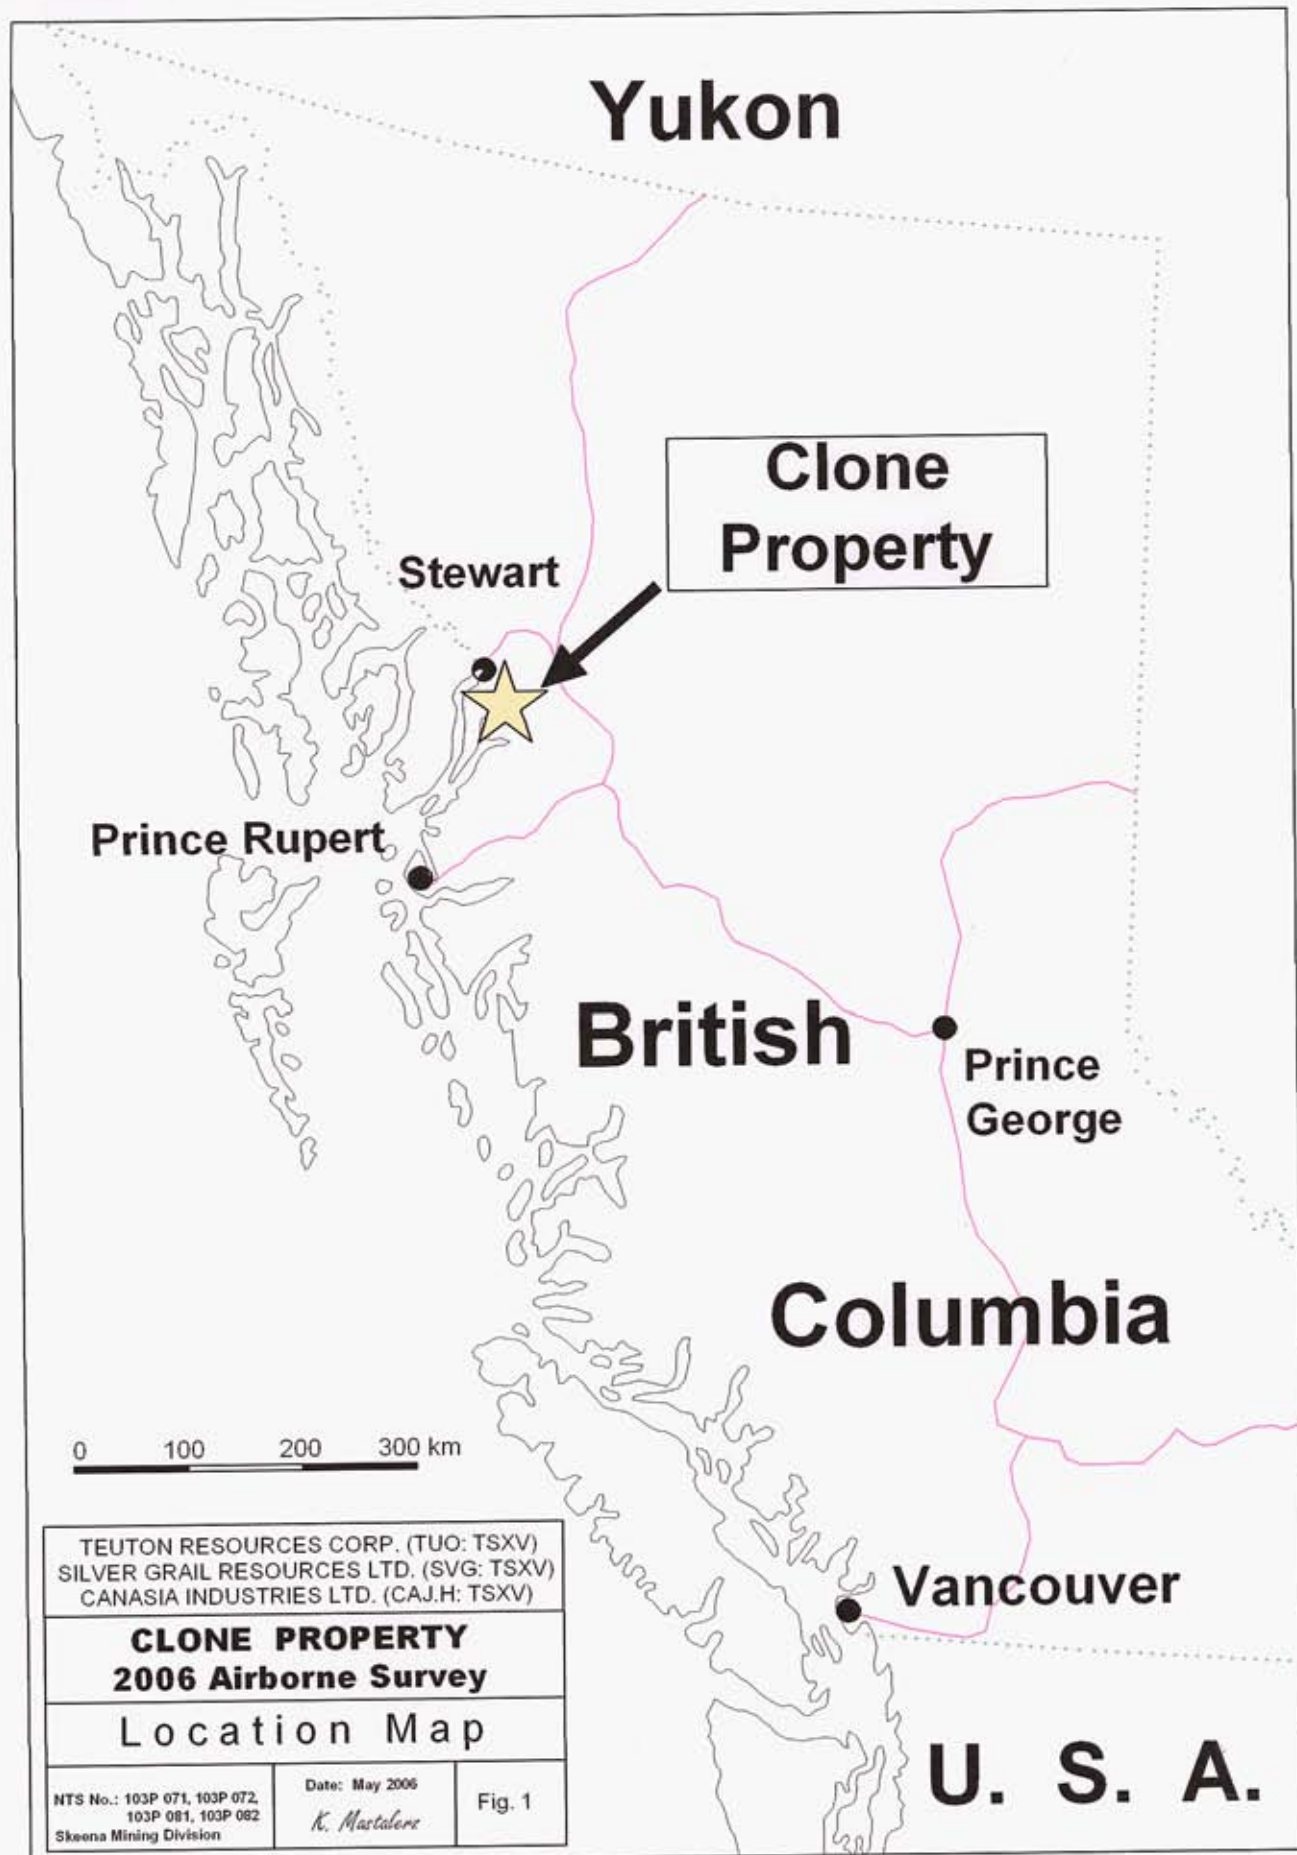 Yukon
Clone
Property
Stewart
Prince Rupert
British
Prince
George
Columbia
0 100 200 300 km
Vancouver
U. S. A.
TEUTON RESOURCES CORP. (TUO: TSXV)
SILVER GRAIL RESOURCES LTD. (SVG: TSXV)
CANASIA INDUSTRIES LTD. (CAJ.H: TSXV)
CLONE PROPERTY
2006 Airborne Survey
Location Map
NTS No.: 103P 071, 103P 072,
103P 081, 103P 082
Skeena Mining Division
Date: May 2006
K. Mastalerz
Fig. 1